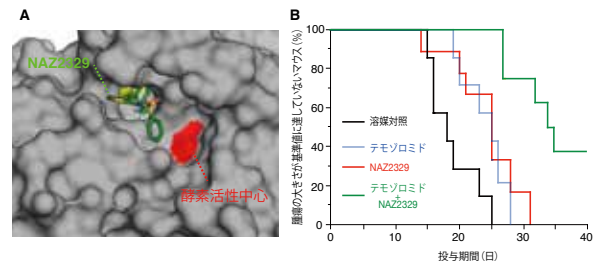 A
NAZ2329
酵素活性中心
B
腫瘍の大きさが基準値に達していないマウス(%)
100
80
60
40
20
0
溶媒対照
テモゾロミド
NAZ2329
テモゾロミド
+
NAZ2329
0
10
20
30
40
投与期間(日)